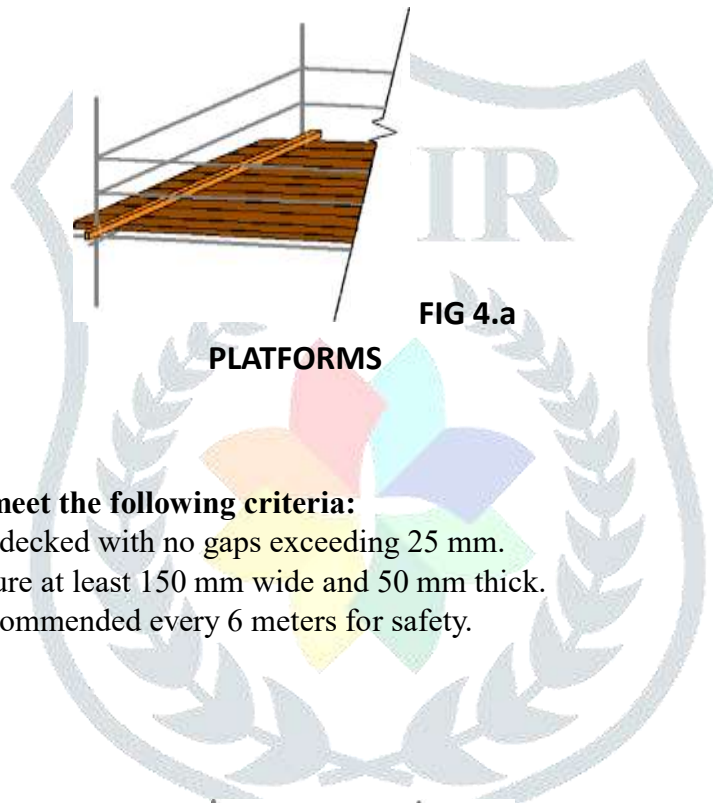 IR
FIG 4.a
PLATFORMS
meet the following criteria:
decked with no gaps exceeding 25 mm.
ure at least 150 mm wide and 50 mm thick.
ommended every 6 meters for safety.